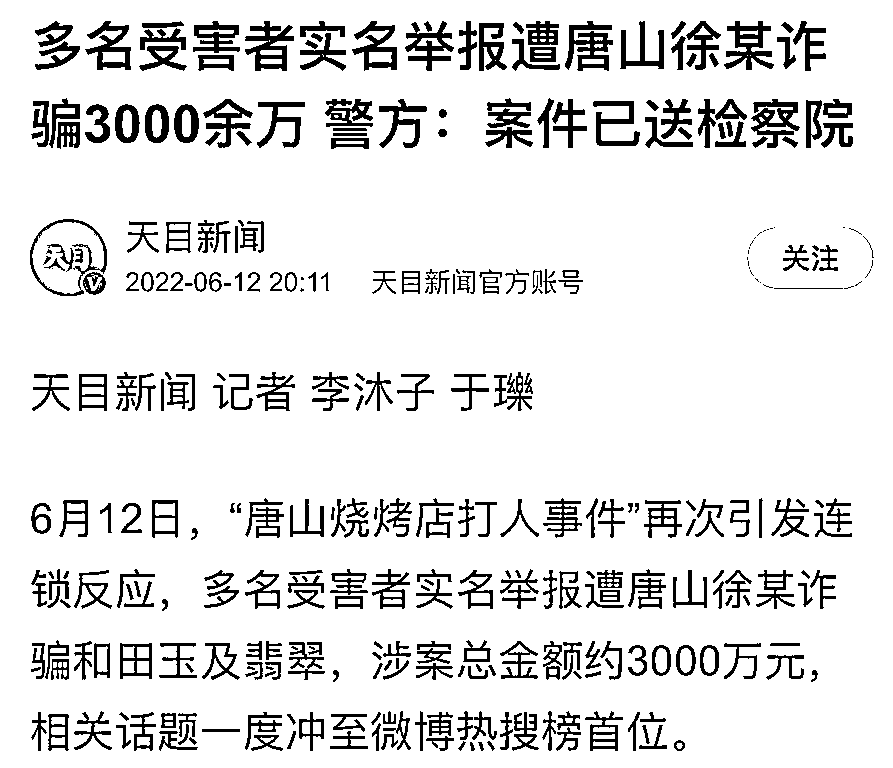 多名受害者实名举报遭唐山徐某诈
骗3000余万 警方：案件已送检察院
天目
天目新闻
2022-06-12 20:11 天目新闻官方账号
关注
天目新闻 记者 李沐子 于瓅
6月12日，“唐山烧烤店打人事件”再次引发连
锁反应，多名受害者实名举报遭唐山徐某诈
骗和田玉及翡翠，涉案总金额约3000万元，
相关话题一度冲至微博热搜榜首位。